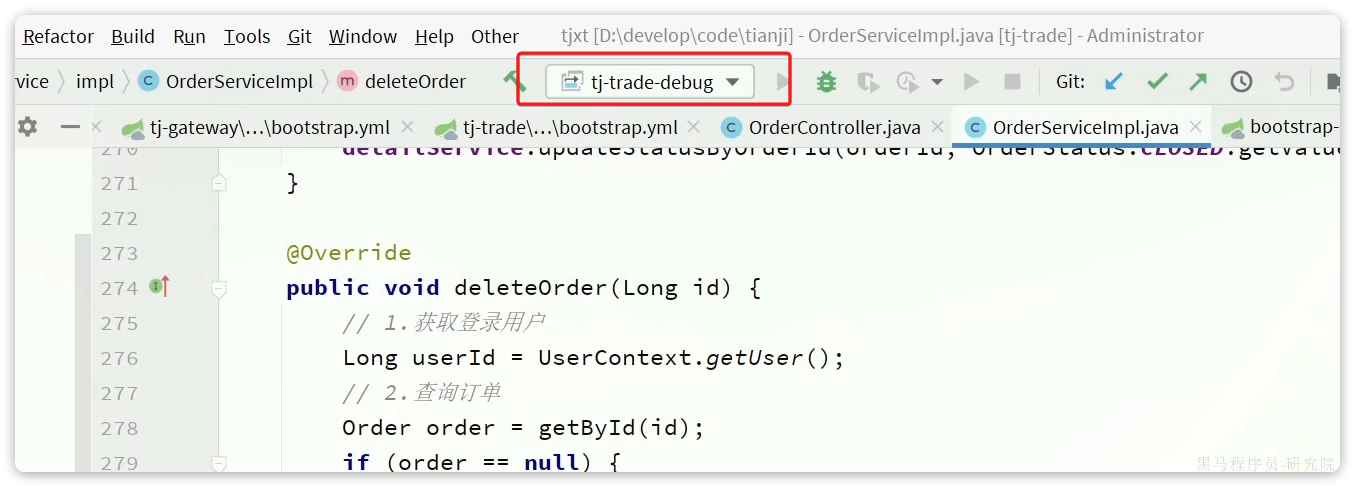 Refactor Build Run Tools Git Window Help Other tjxt [D:\develop\code\tianji] - OrderServiceImpl.java [tj-trade] - Administrator
vice impl C OrderServiceImpl m deleteOrder tj-trade-debug Git:
tj-gateway\...\bootstrap.yml tj-trade\...\bootstrap.yml C OrderController.java C OrderServiceImpl.java bootstrap-
270 detailService.updateStatusByOrderId(orderId, OrderStatus.CLOSED.getValue
271 }
272
273 @Override
274 public void deleteOrder(Long id) {
275 // 1.获取登录用户
276 Long userId = UserContext.getUser();
277 // 2.查询订单
278 Order order = getById(id);
279 if (order == null) {
黑马程序员-研究院